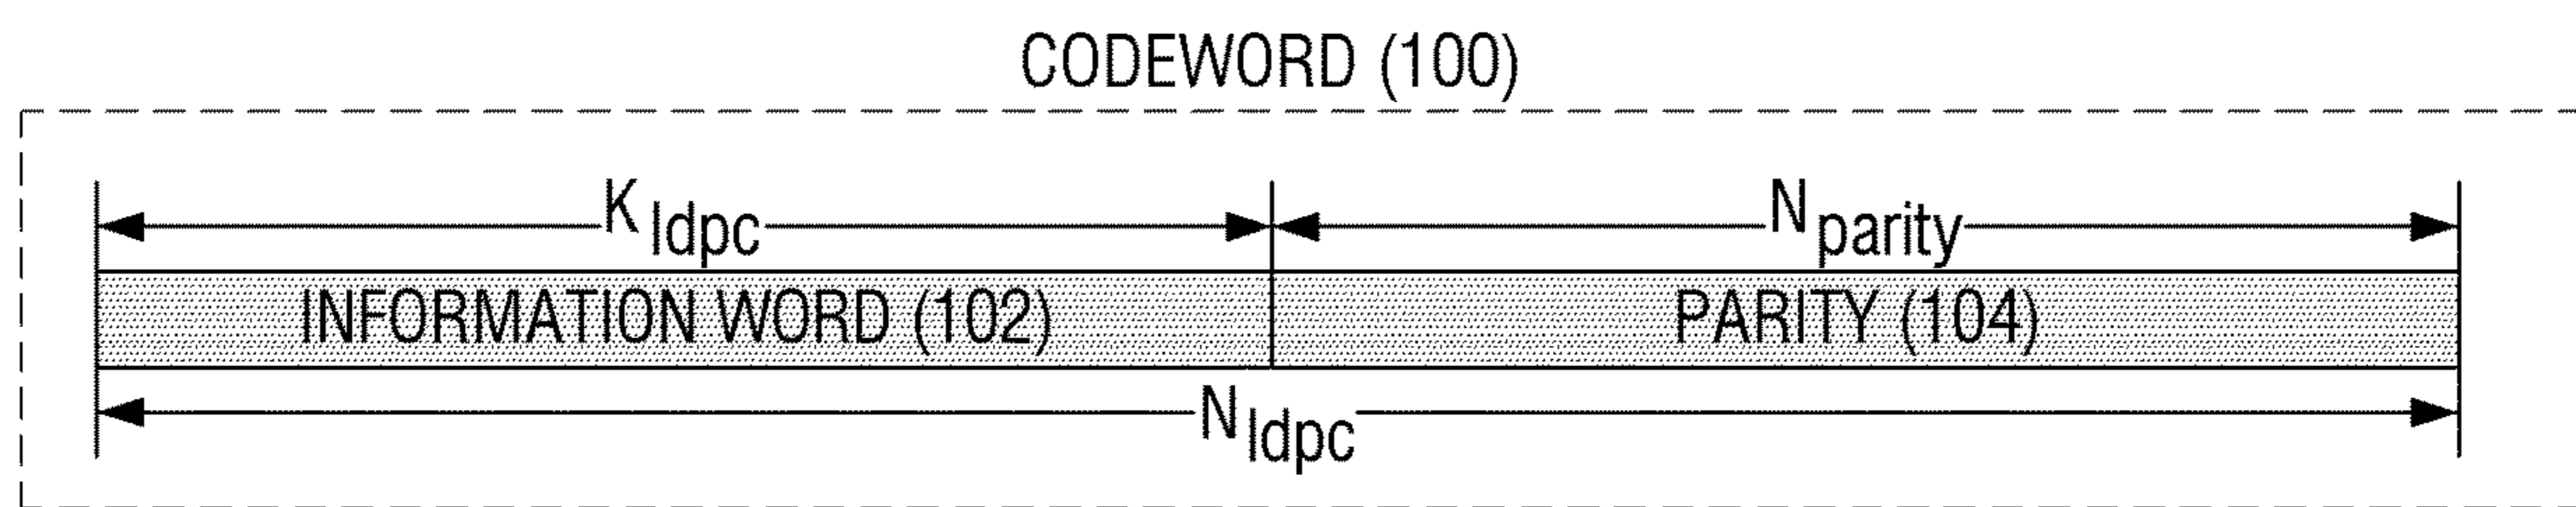 CODEWORD (100)
K ldpc N parity
INFORMATION WORD (102) PARITY (104)
N ldpc